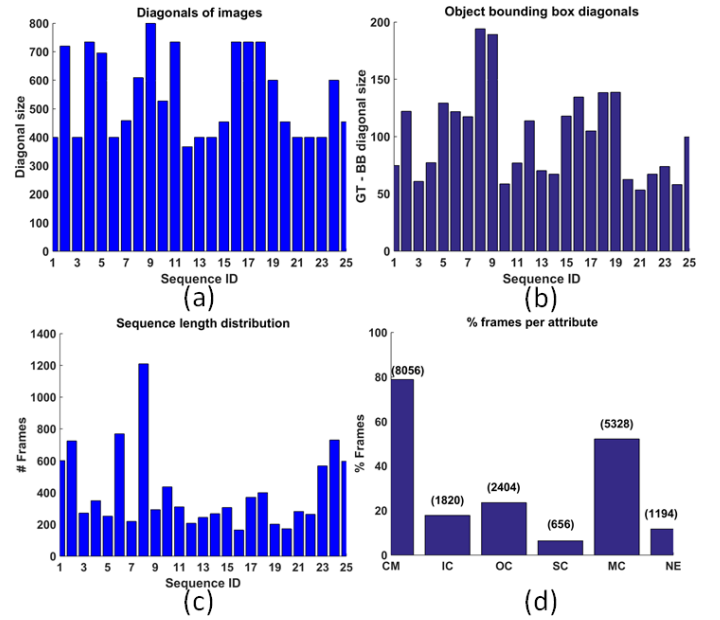 Diagonals of images
Diagonal size
800
700
600
500
400
300
200
100
0
1 3 5 7 9 11 13 15 17 19 21 23 25
Sequence ID
(a)
Object bounding box diagonals
GT - BB diagonal size
200
150
100
50
0
1 3 5 7 9 11 13 15 17 19 21 23 25
Sequence ID
(b)
Sequence length distribution
# Frames
1400
1200
1000
800
600
400
200
0
1 3 5 7 9 11 13 15 17 19 21 23 25
Sequence ID
(c)
% frames per attribute
% Frames
100
80
60
40
20
0
(8056)
(1820)
(2404)
(656)
(5328)
(1194)
CM IC OC SC MC NE
(d)